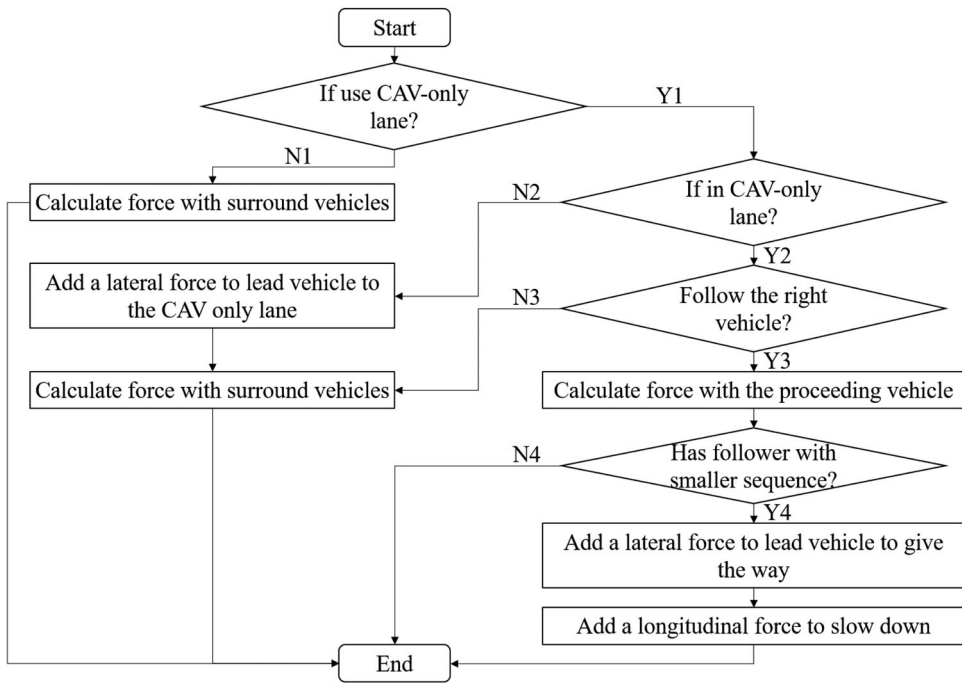 Start
If use CAV-only
lane?
Y1
N1
Calculate force with surround vehicles
If in CAV-only
lane?
N2
Y2
Add a lateral force to lead vehicle to
the CAV only lane
N3
Follow the right
vehicle?
Y3
Calculate force with surround vehicles
Calculate force with the proceeding vehicle
N4
Has follower with
smaller sequence?
Y4
Add a lateral force to lead vehicle to give
the way
Add a longitudinal force to slow down
End